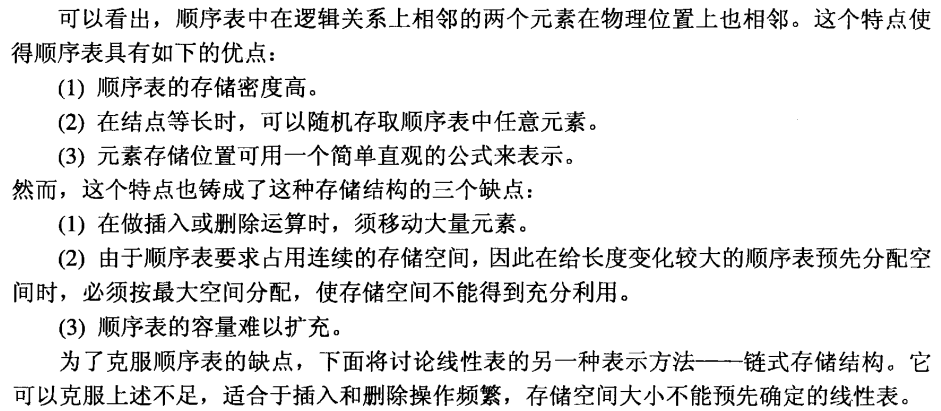 可以看出，顺序表中在逻辑关系上相邻的两个元素在物理位置上也相邻。这个特点使
得顺序表具有如下的优点：
(1) 顺序表的存储密度高。
(2) 在结点等长时，可以随机存取顺序表中任意元素。
(3) 元素存储位置可用一个简单直观的公式来表示。
然而，这个特点也铸成了这种存储结构的三个缺点：
(1) 在做插入或删除运算时，须移动大量元素。
(2) 由于顺序表要求占用连续的存储空间，因此在给长度变化较大的顺序表预先分配空
间时，必须按最大空间分配，使存储空间不能得到充分利用。
(3) 顺序表的容量难以扩充。
为了克服顺序表的缺点，下面将讨论线性表的另一种表示方法——链式存储结构。它
可以克服上述不足，适合于插入和删除操作频繁，存储空间大小不能预先确定的线性表。